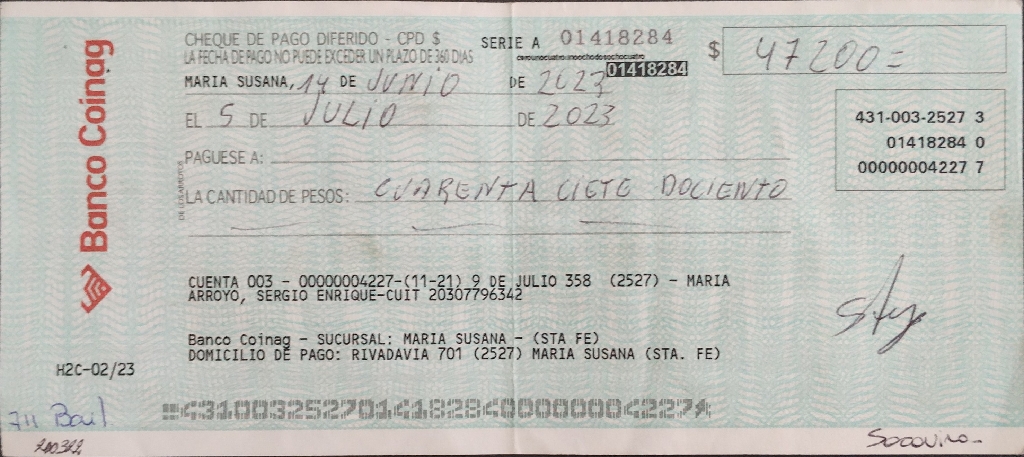 Banco Coinag
CHEQUE DE PAGO DIFERIDO - CPD $ SERIE A 01418284 $ 47200=
LA FECHA DE PAGO NO PUEDE EXCEDER UN PLAZO DE 360 DIAS
01418284
MARIA SUSANA, 14 DE JUNIO DE 2023
EL 5 DE JULIO DE 2023
431-003-2527 3
01418284 0
00000004227 7
PAGUESE A:
LA CANTIDAD DE PESOS: CUARENTA CIETE DOCIENTO
CUENTA 003 - 00000004227-(11-21) 9 DE JULIO 358 (2527) - MARIA
ARROYO, SERGIO ENRIQUE-CUIT 20307796342
Banco Coinag - SUCURSAL: MARIA SUSANA - (STA FE)
DOMICILIO DE PAGO: RIVADAVIA 701 (2527) MARIA SUSANA (STA. FE)
H2C-02/23
431003252701418284000000042277
711